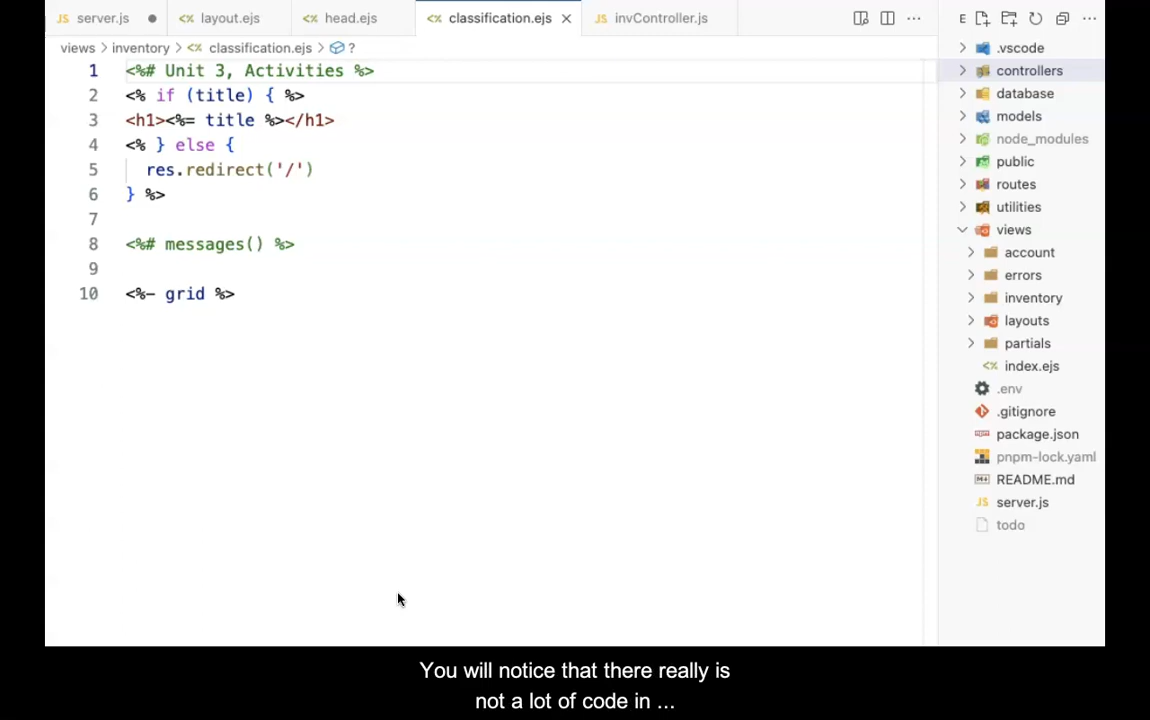 server.js
layout.ejs
head.ejs
classification.ejs
invController.js
views > inventory > classification.ejs > ?
1 <%# Unit 3, Activities %>
2 <% if (title) { %>
3 <h1><%= title %></h1>
4 <% } else {
5 res.redirect('/')
6 } %>
7
8 <%# messages() %>
9
10 <%- grid %>
E
.vscode
controllers
database
models
node_modules
public
routes
utilities
views
account
errors
inventory
layouts
partials
index.ejs
.env
.gitignore
package.json
pnpm-lock.yaml
README.md
server.js
todo
You will notice that there really is
not a lot of code in ...